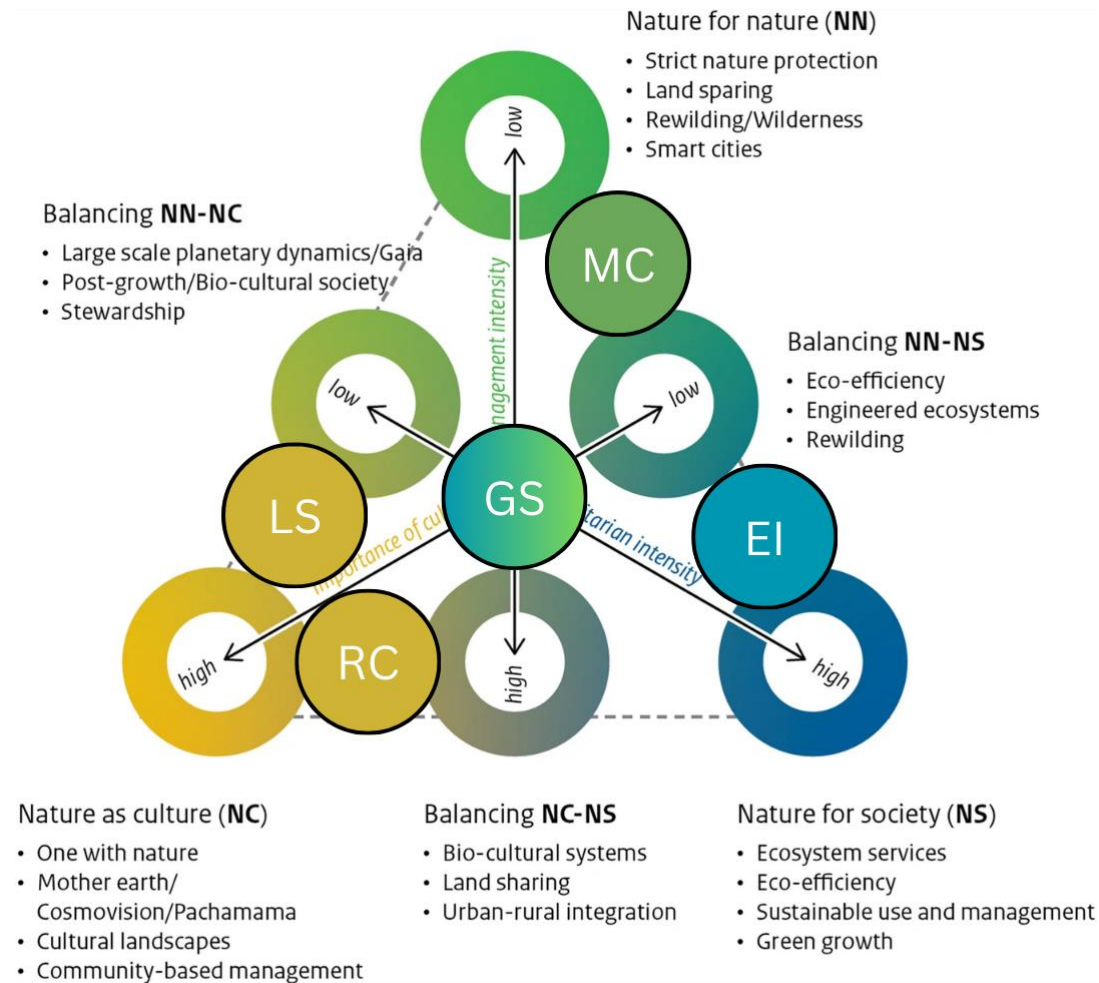 Nature for nature (NN)
• Strict nature protection
• Land sparing
• Rewilding/Wilderness
• Smart cities
low
MC
Balancing NN-NC
• Large scale planetary dynamics/Gaia
• Post-growth/Bio-cultural society
• Stewardship
intensity
Balancing NN-NS
• Eco-efficiency
• Engineered ecosystems
• Rewilding
low
low
LS
GS
EI
importance of
intensity
RC
high
high
high
Nature as culture (NC)
• One with nature
• Mother earth/
Cosmovision/Pachamama
• Cultural landscapes
• Community-based management
Balancing NC-NS
• Bio-cultural systems
• Land sharing
• Urban-rural integration
Nature for society (NS)
• Ecosystem services
• Eco-efficiency
• Sustainable use and management
• Green growth